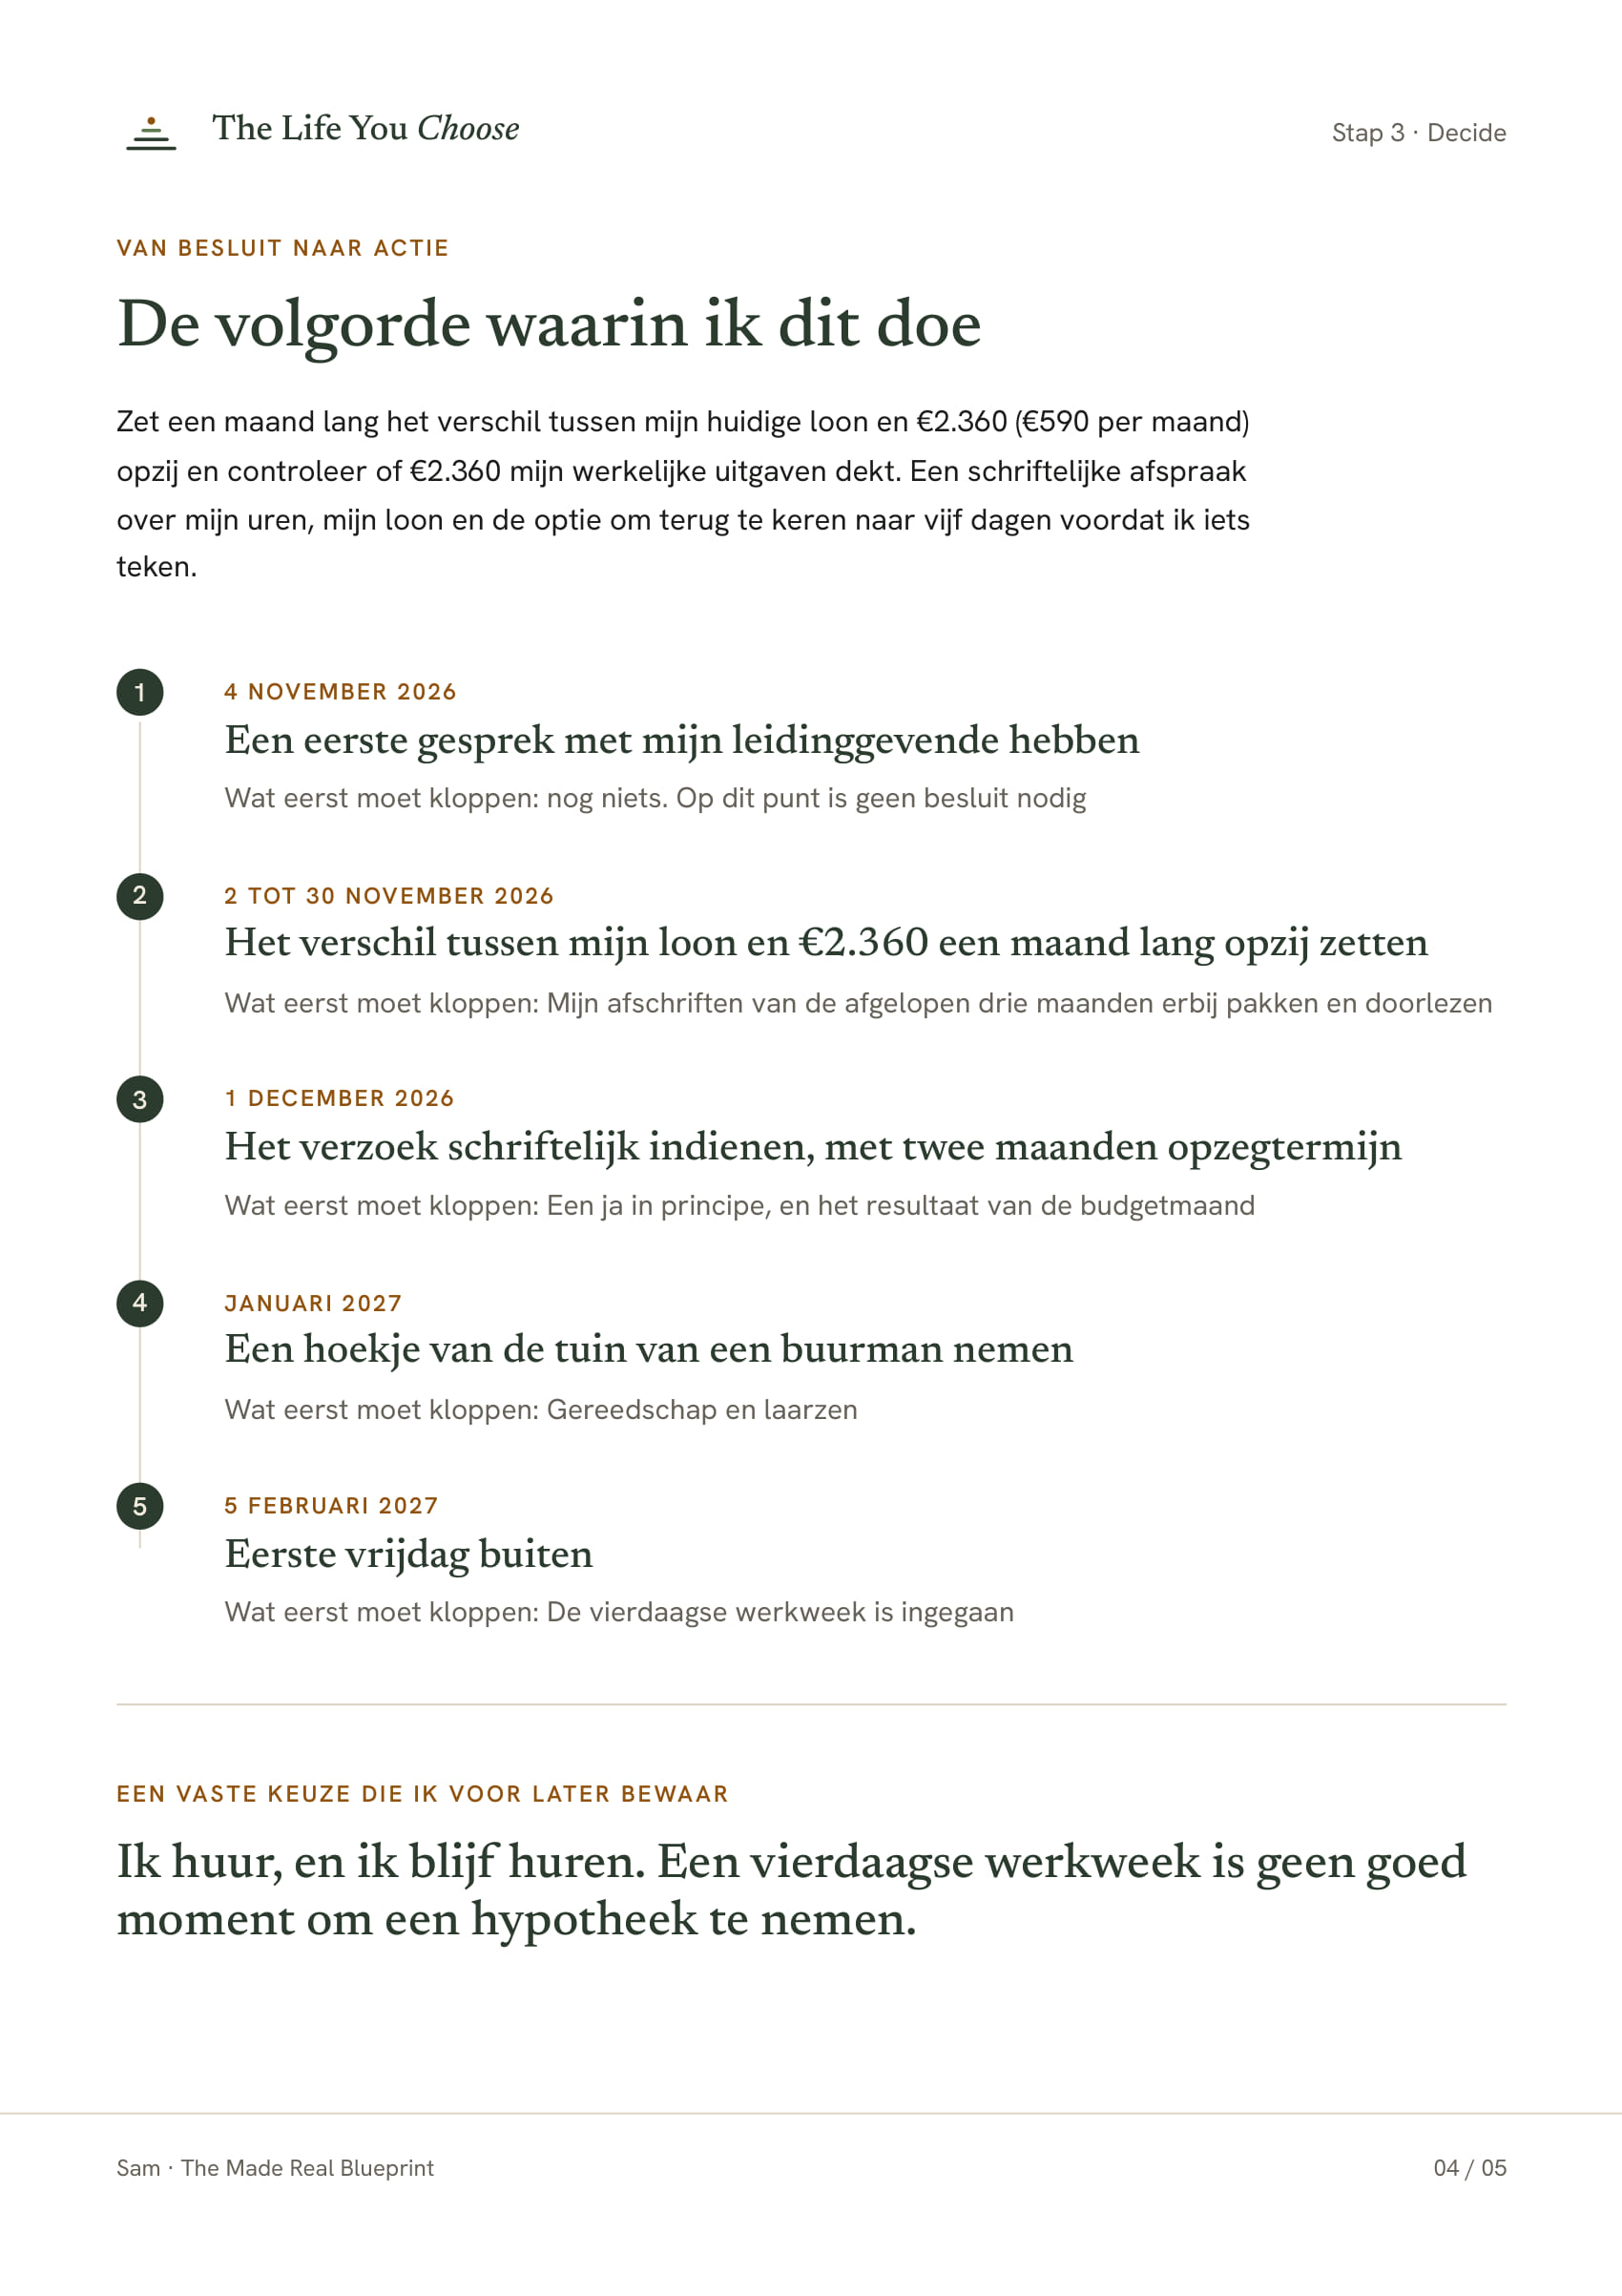 The Life You Choose
Stap 3 · Decide
VAN BESLUIT NAAR ACTIE
De volgorde waarin ik dit doe
Zet een maand lang het verschil tussen mijn huidige loon en €2.360 (€590 per maand)
opzij en controleer of €2.360 mijn werkelijke uitgaven dekt. Een schriftelijke afspraak
over mijn uren, mijn loon en de optie om terug te keren naar vijf dagen voordat ik iets
teken.
1
4 NOVEMBER 2026
Een eerste gesprek met mijn leidinggevende hebben
Wat eerst moet kloppen: nog niets. Op dit punt is geen besluit nodig
2
2 TOT 30 NOVEMBER 2026
Het verschil tussen mijn loon en €2.360 een maand lang opzij zetten
Wat eerst moet kloppen: Mijn afschriften van de afgelopen drie maanden erbij pakken en doorlezen
3
1 DECEMBER 2026
Het verzoek schriftelijk indienen, met twee maanden opzegtermijn
Wat eerst moet kloppen: Een ja in principe, en het resultaat van de budgetmaand
4
JANUARI 2027
Een hoekje van de tuin van een buurman nemen
Wat eerst moet kloppen: Gereedschap en laarzen
5
5 FEBRUARI 2027
Eerste vrijdag buiten
Wat eerst moet kloppen: De vierdaagse werkweek is ingegaan
EEN VASTE KEUZE DIE IK VOOR LATER BEWAAR
Ik huur, en ik blijf huren. Een vierdaagse werkweek is geen goed
moment om een hypotheek te nemen.
Sam · The Made Real Blueprint
04 / 05